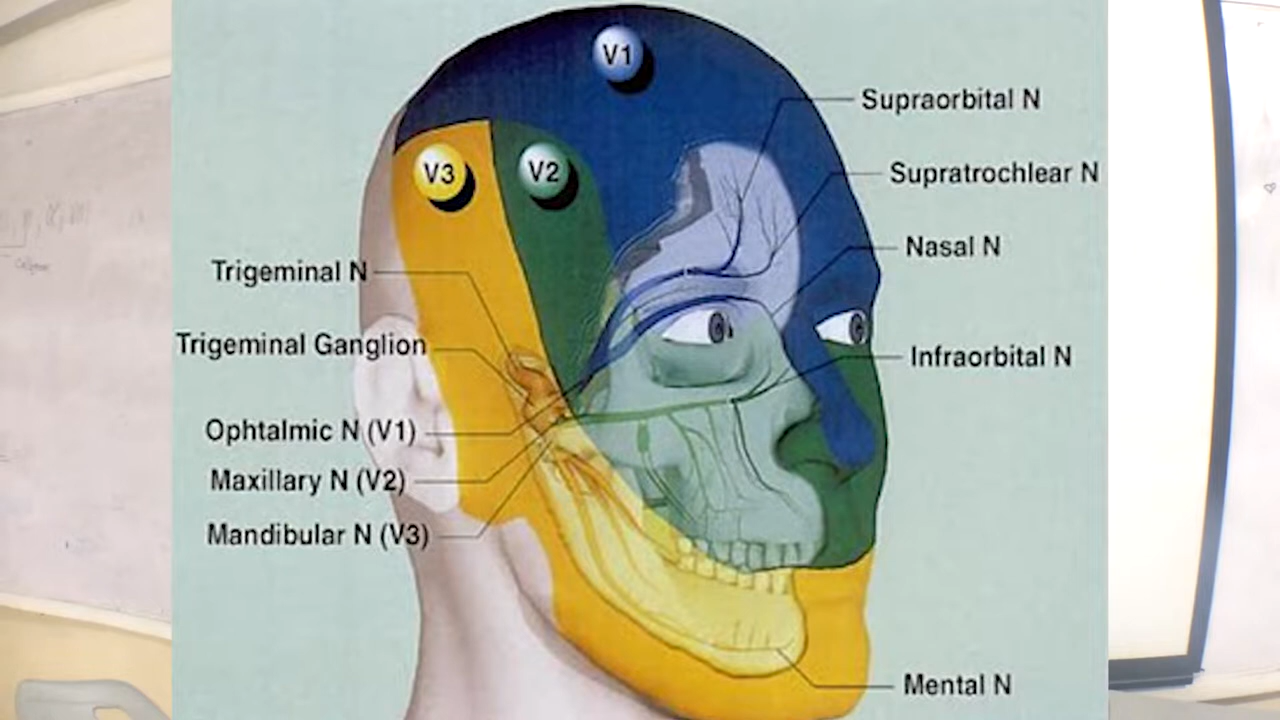 V1
Supraorbital N
V3
V2
Supratrochlear N
Nasal N
Trigeminal N
Trigeminal Ganglion
Infraorbital N
Ophtalmic N (V1)
Maxillary N (V2)
Mandibular N (V3)
Mental N